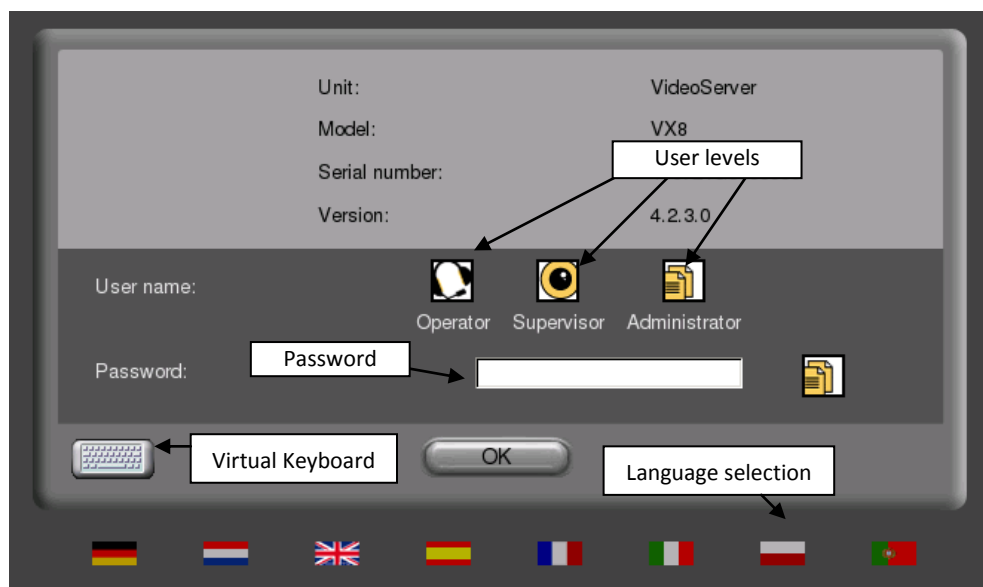 Unit: VideoServer
Model: VX8
User levels
Serial number:
Version: 4.2.3.0
User name:
Operator Supervisor Administrator
Password: Password
Virtual Keyboard OK
Language selection